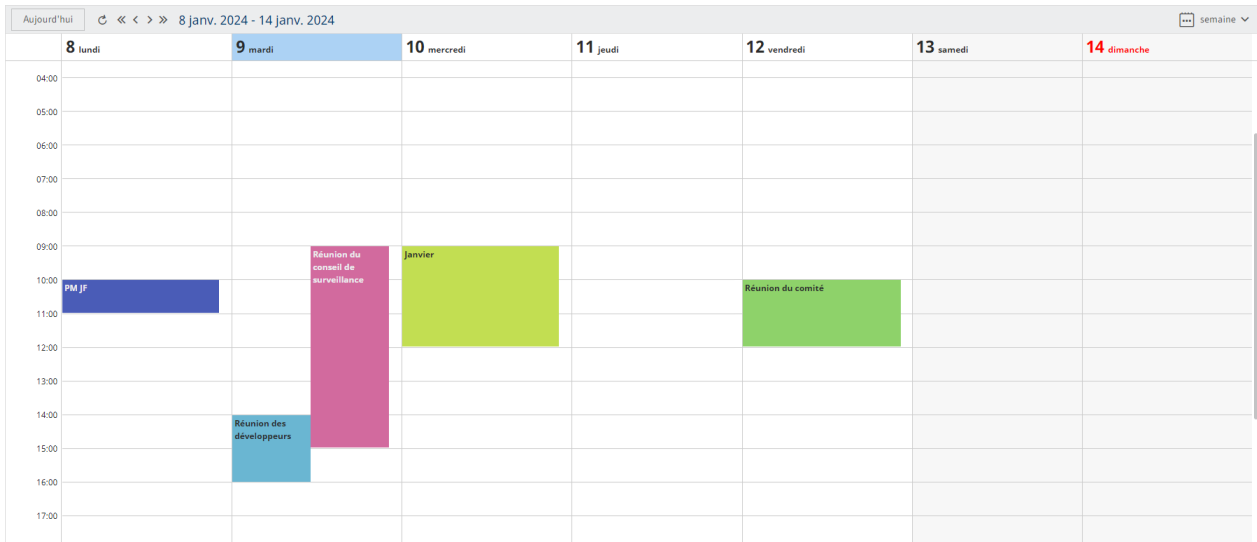 Aujourd'hui 8 janv. 2024 - 14 janv. 2024 semaine
8 lundi 9 mardi 10 mercredi 11 jeudi 12 vendredi 13 samedi 14 dimanche
04:00
05:00
06:00
07:00
08:00
09:00
Réunion du
conseil de
surveillance
Janvier
10:00
PM JF
Réunion du comité
11:00
12:00
13:00
14:00
Réunion des
développeurs
15:00
16:00
17:00